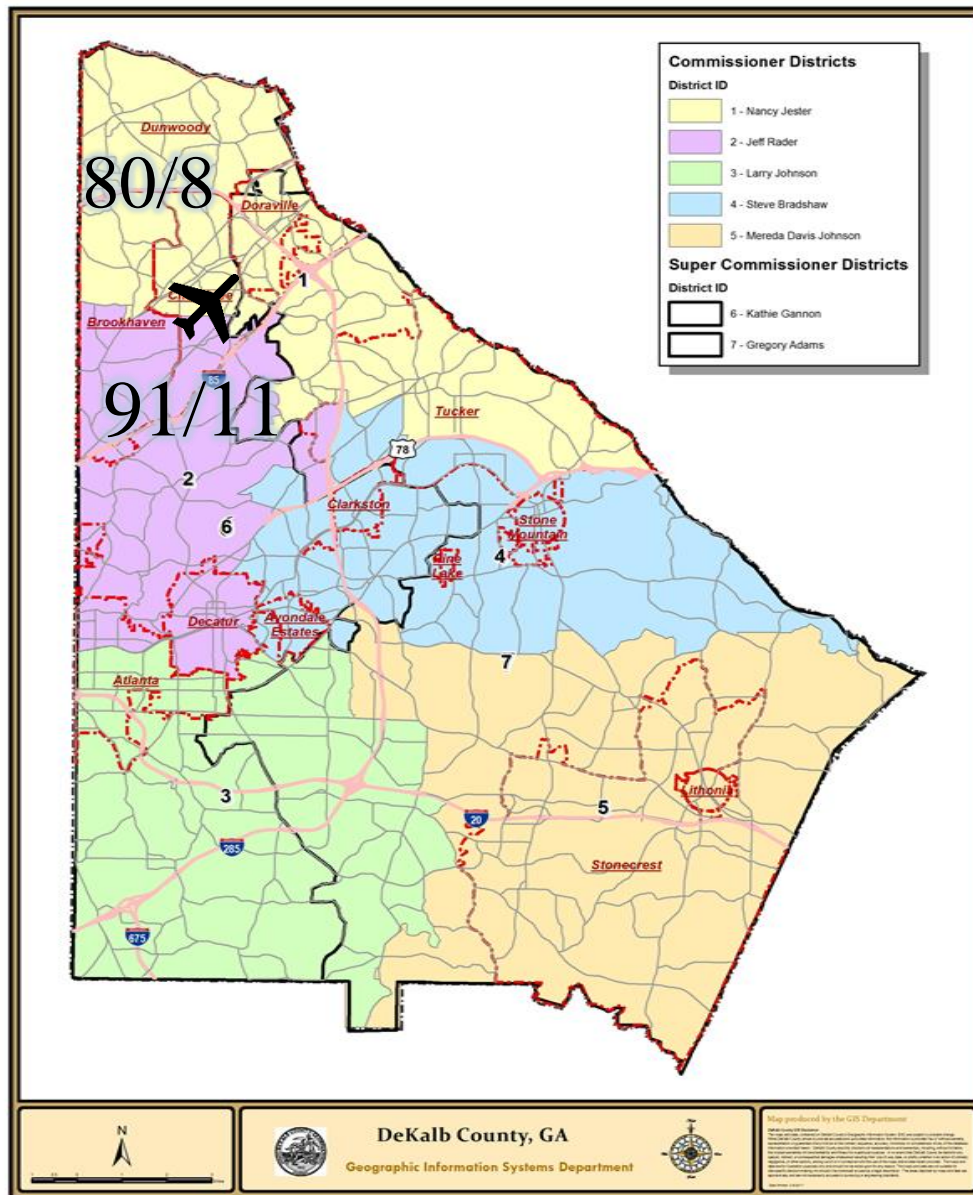 Commissioner Districts
District ID
1 - Nancy Jester
2 - Jeff Rader
3 - Larry Johnson
4 - Steve Bradshaw
5 - Mereda Davis Johnson
Super Commissioner Districts
District ID
6 - Kathie Gannon
7 - Gregory Adams
Dunwoody
80/8
Doraville
1
Brookhaven
85
91/11
Tucker
78
2
Clarkston
6
Stone
Mountain
4
Lake
Decatur
Avondale
Estates
7
Atlanta
3
5
20
285
Stonecrest
675
N
DeKalb County, GA
Geographic Information Systems Department
Map produced by the GIS Department